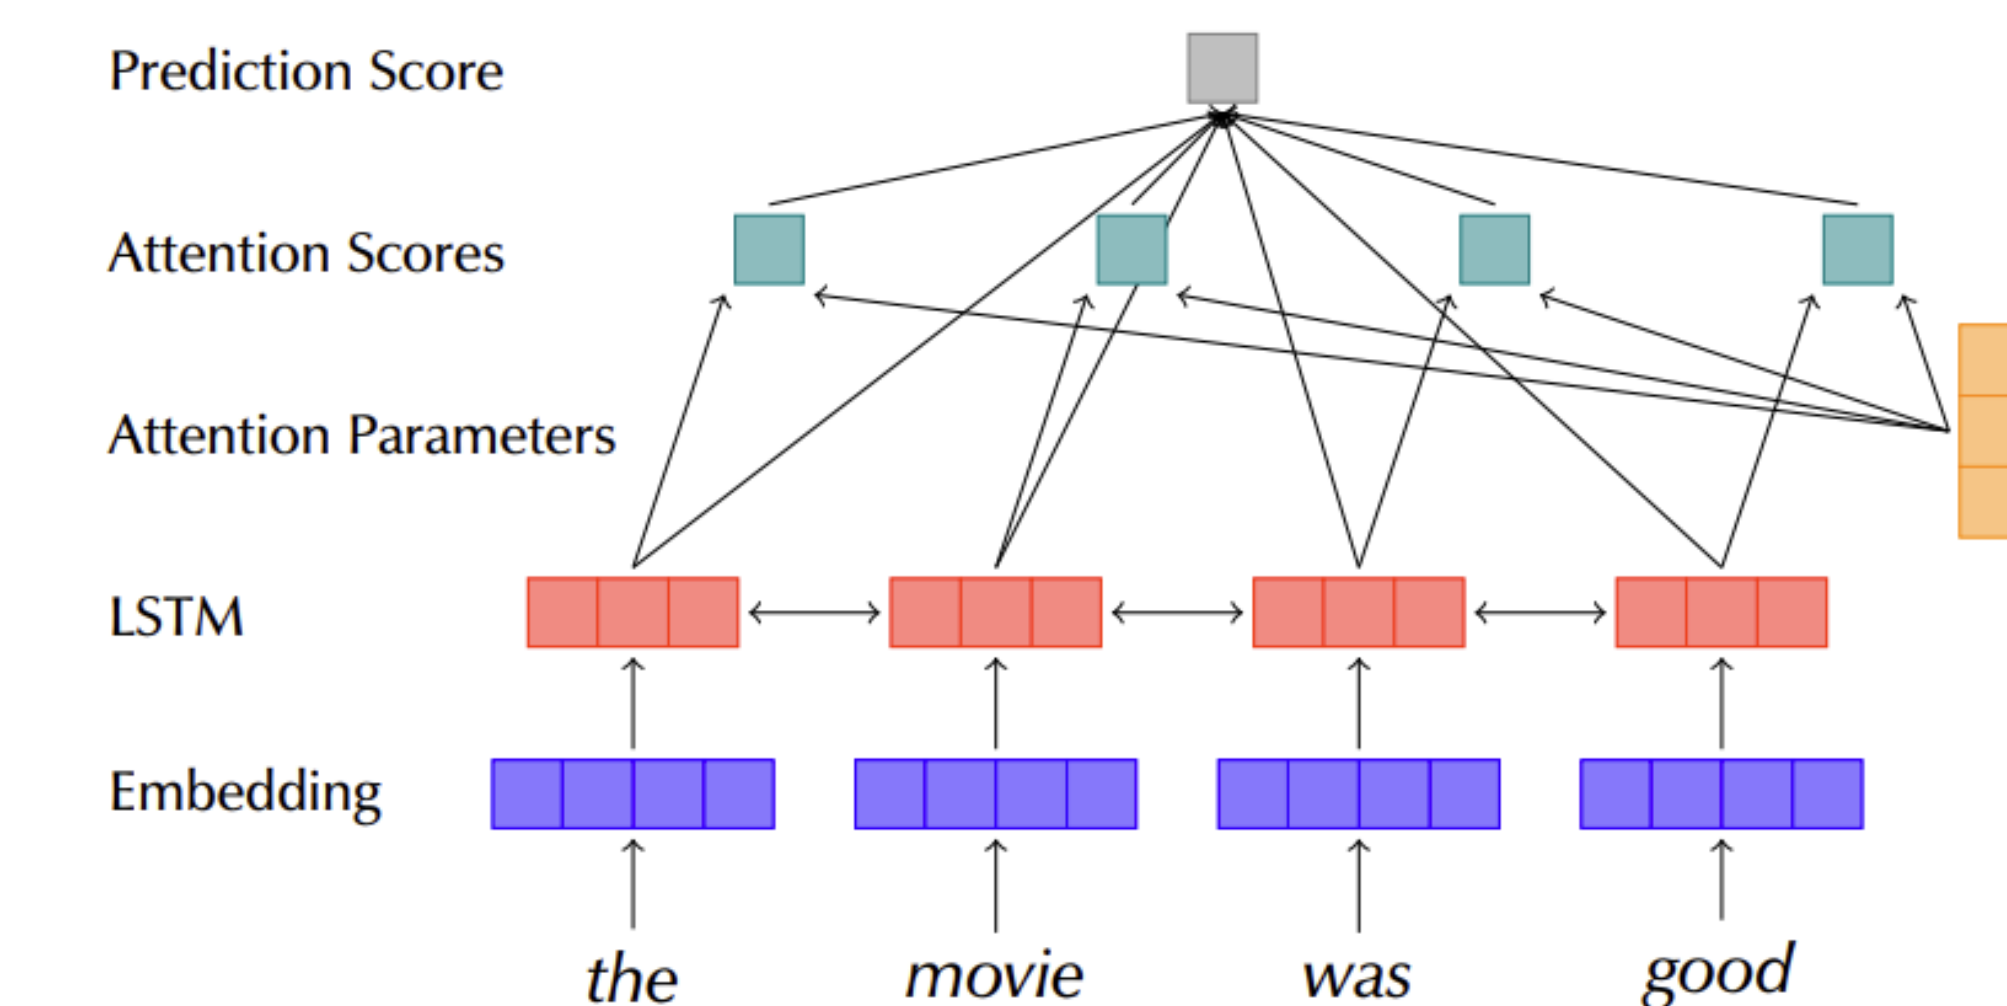 Prediction Score
Attention Scores
Attention Parameters
LSTM
Embedding
the movie was good